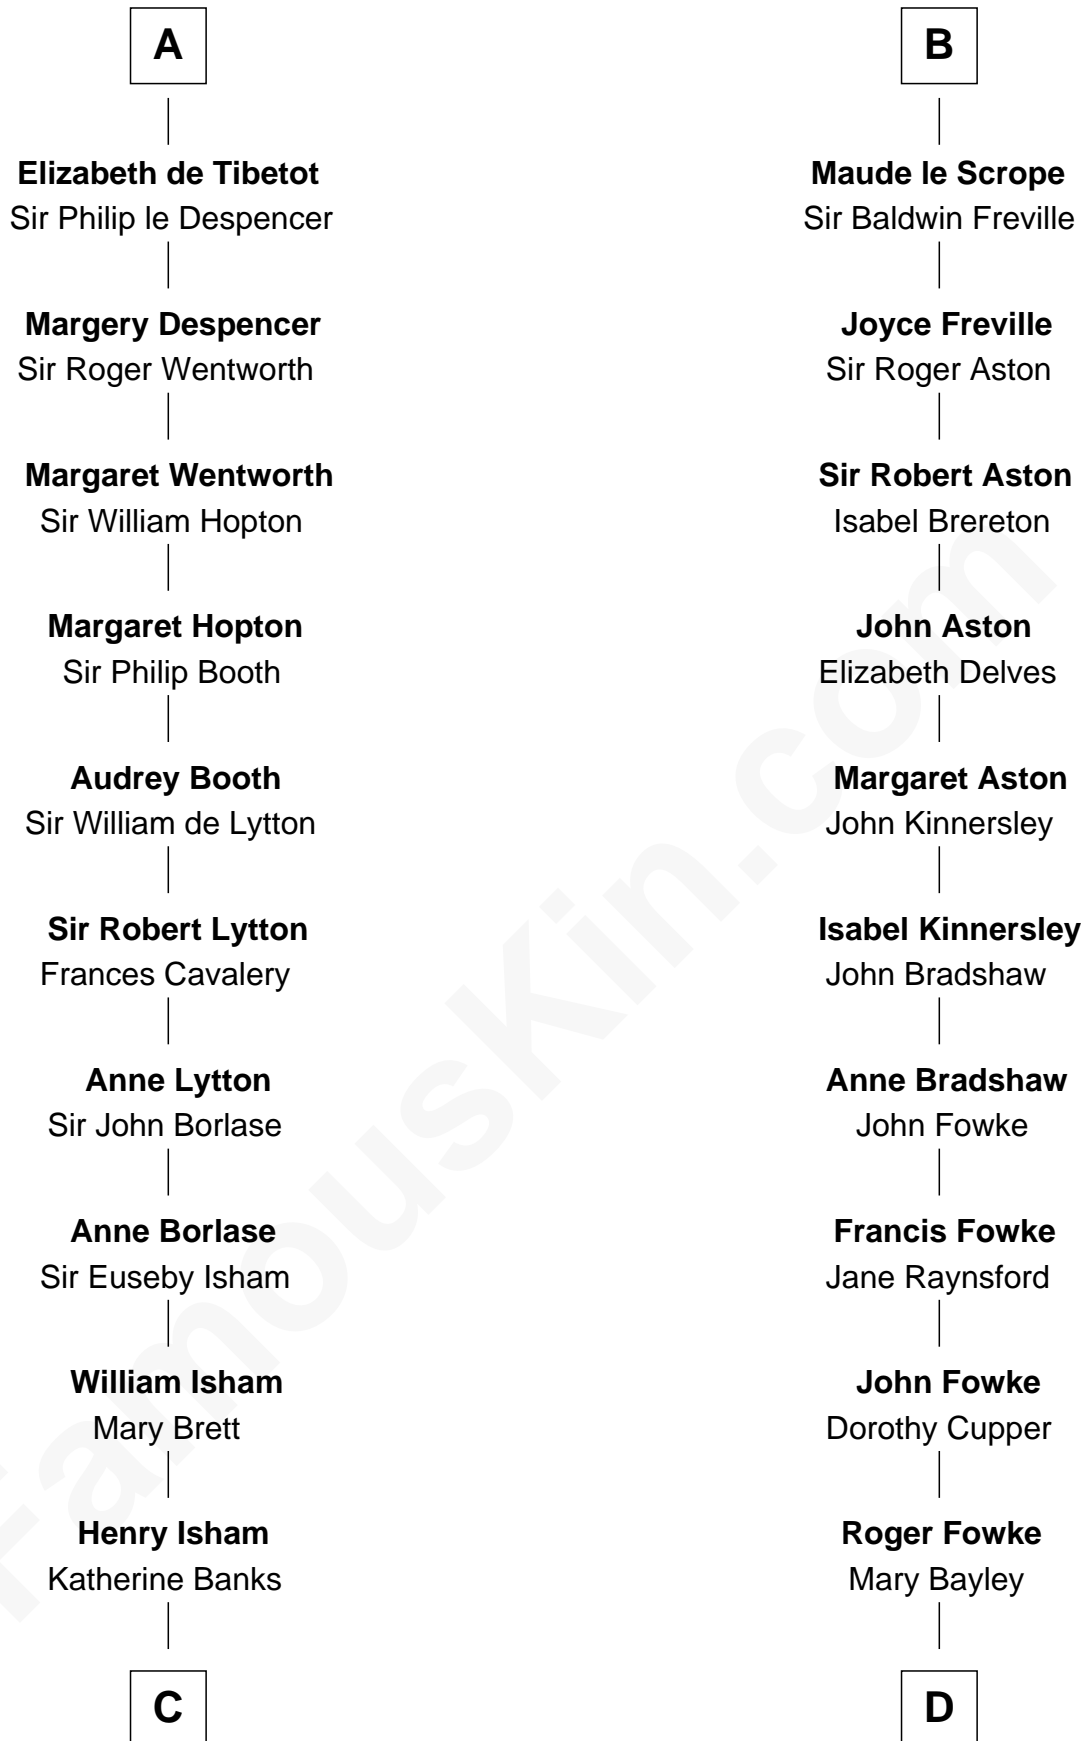 A
Elizabeth de Tibetot
Sir Philip le Despencer
Margery Despencer
Sir Roger Wentworth
Margaret Wentworth
Sir William Hopton
Margaret Hopton
Sir Philip Booth
Audrey Booth
Sir William de Lytton
Sir Robert Lytton
Frances Cavalery
Anne Lytton
Sir John Borlase
Anne Borlase
Sir Euseby Isham
William Isham
Mary Brett
Henry Isham
Katherine Banks
C
B
Maude le Scrope
Sir Baldwin Freville
Joyce Freville
Sir Roger Aston
Sir Robert Aston
Isabel Brereton
John Aston
Elizabeth Delves
Margaret Aston
John Kinnersley
Isabel Kinnersley
John Bradshaw
Anne Bradshaw
John Fowke
Francis Fowke
Jane Raynsford
John Fowke
Dorothy Cupper
Roger Fowke
Mary Bayley
D
FamousKin.com